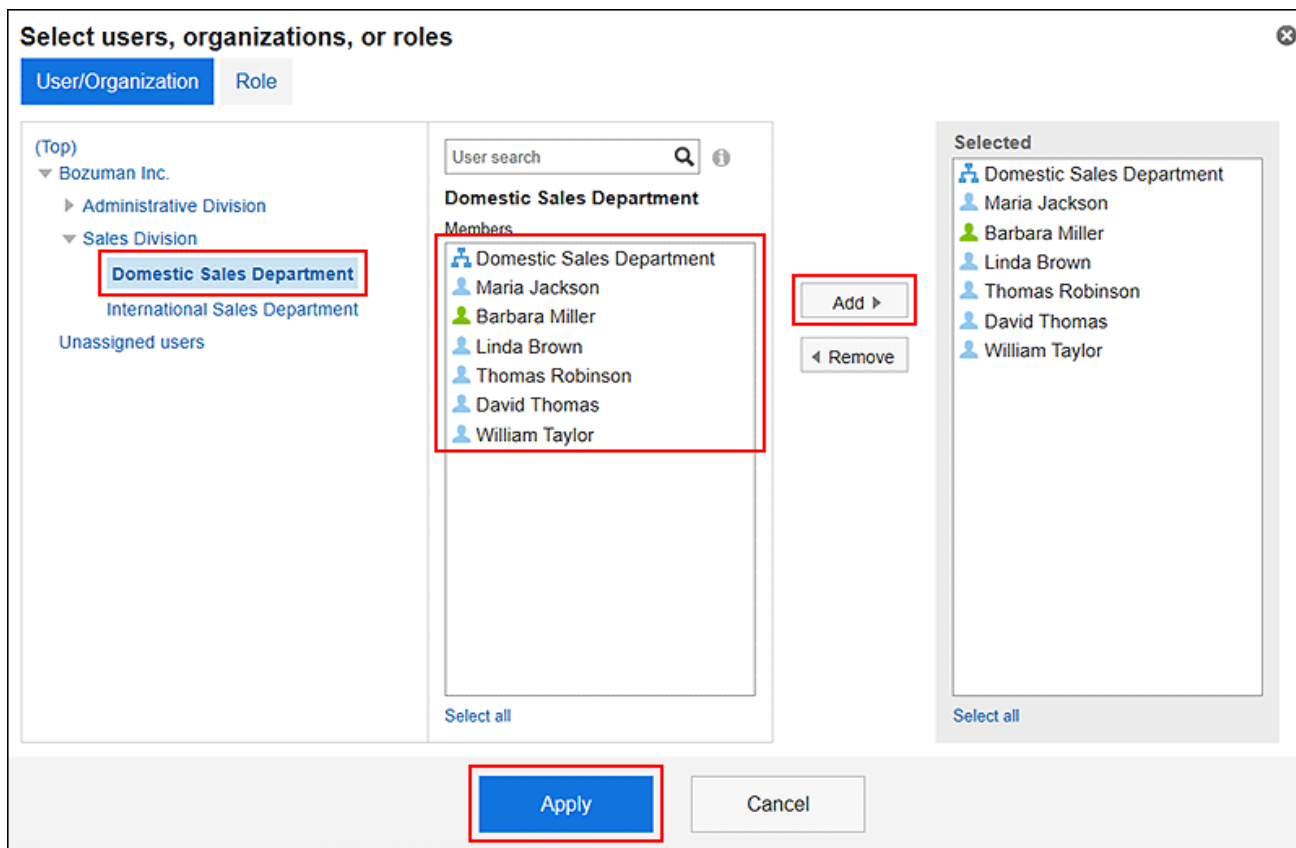 Select users, organizations, or roles
User/Organization
Role
(Top)
Bozuman Inc.
Administrative Division
Sales Division
Domestic Sales Department
International Sales Department
Unassigned users
User search
Domestic Sales Department
Members
Domestic Sales Department
Maria Jackson
Barbara Miller
Linda Brown
Thomas Robinson
David Thomas
William Taylor
Select all
Add
Remove
Selected
Domestic Sales Department
Maria Jackson
Barbara Miller
Linda Brown
Thomas Robinson
David Thomas
William Taylor
Select all
Apply
Cancel